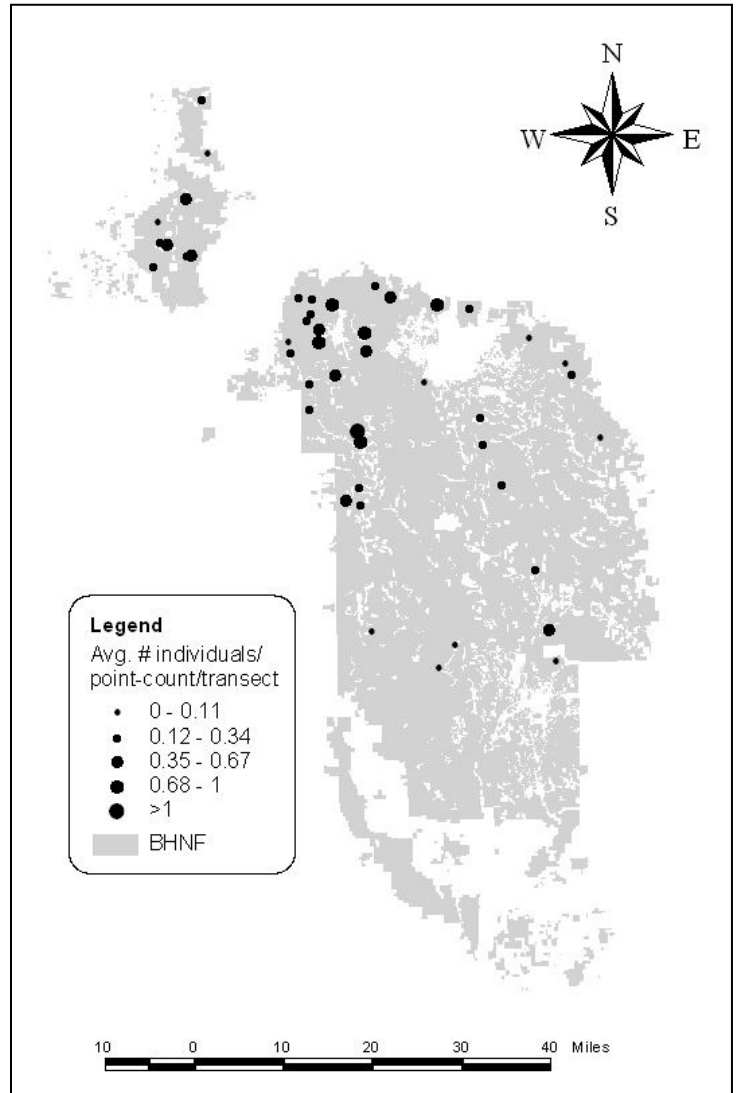 N
W E
S
Legend
Avg. # individuals/
point-count/transect
0 - 0.11
0.12 - 0.34
0.35 - 0.67
0.68 - 1
>1
BHNF
10 0 10 20 30 40 Miles